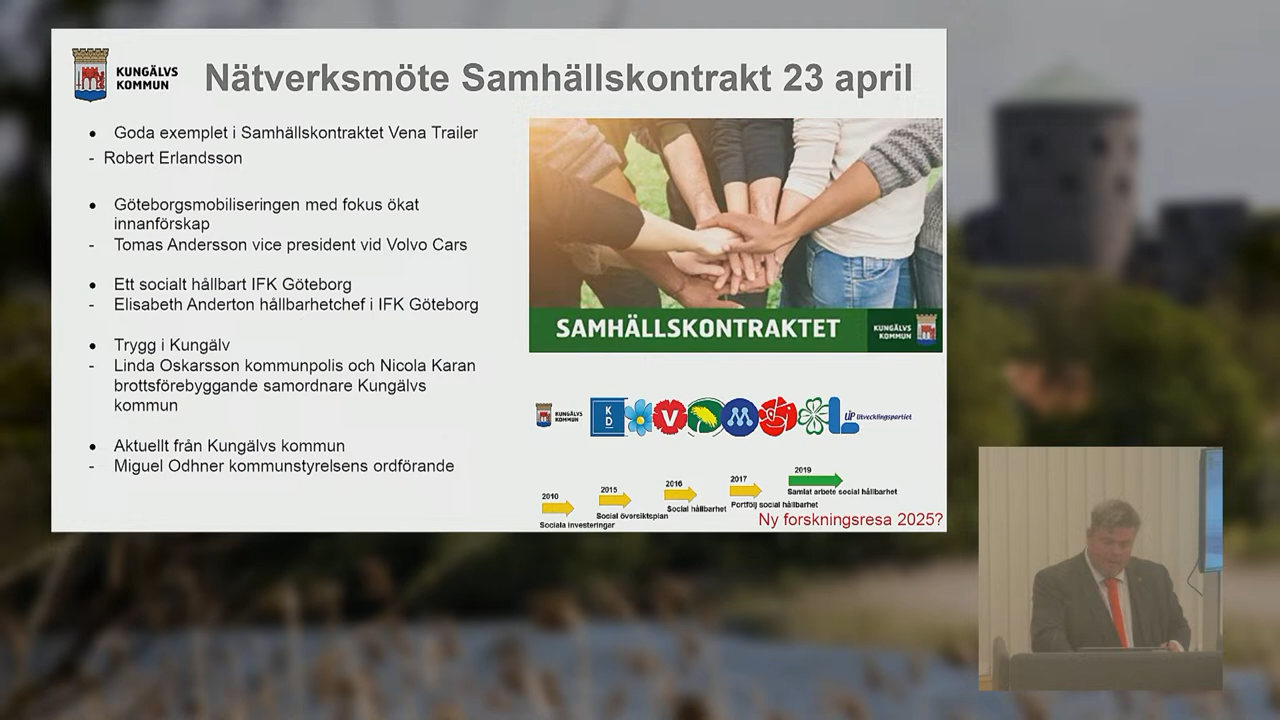 KUNGÄLVS
KOMMUN
Nätverksmöte Samhällskontrakt 23 april
• Goda exemplet i Samhällskontraktet Vena Trailer
- Robert Erlandsson
• Göteborgsmobiliseringen med fokus ökat
innanförskap
- Tomas Andersson vice president vid Volvo Cars
• Ett socialt hållbart IFK Göteborg
- Elisabeth Anderton hållbarhetchef i IFK Göteborg
• Trygg i Kungälv
- Linda Oskarsson kommunpolis och Nicola Karan
brottsförebyggande samordnare Kungälvs
kommun
• Aktuellt från Kungälvs kommun
- Miguel Odhner kommunstyrelsens ordförande
SAMHÄLLSKONTRAKTET
KUNGÄLVS
KOMMUN
KUNGÄLVS
KOMMUN
K
D
V
M
L
UP Utvecklingspartiet
2010
Sociala investeringar
2015
Social översiktsplan
2016
Social hållbarhet
2017
Portfölj social hållbarhet
2019
Samlat arbete social hållbarhet
Ny forskningsresa 2025?